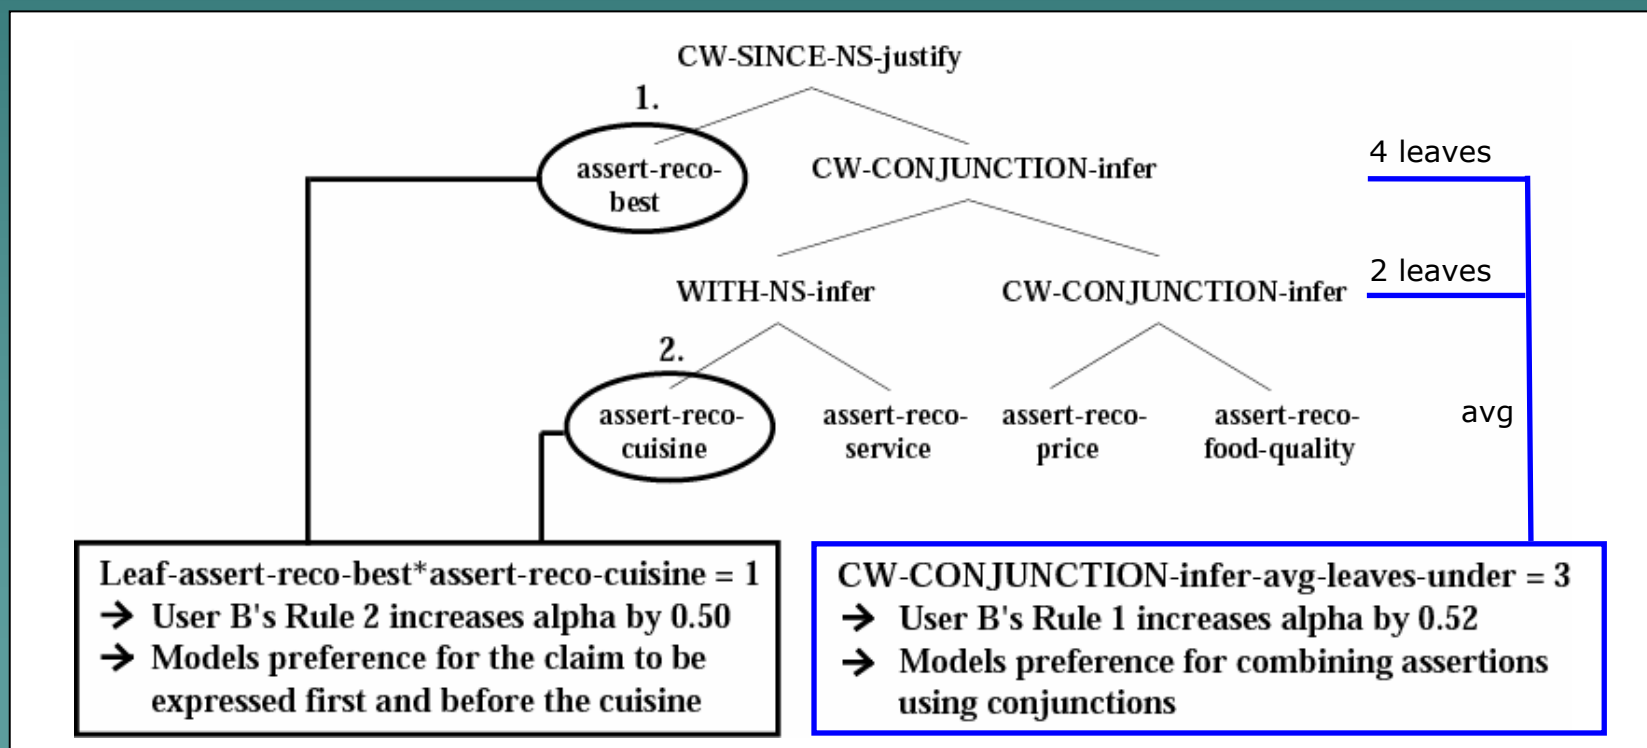 CW-SINCE-NS-justify
1.
assert-reco-
best
CW-CONJUNCTION-infer
4 leaves
WITH-NS-infer
CW-CONJUNCTION-infer
2 leaves
2.
assert-reco-
cuisine
assert-reco-
service
assert-reco-
price
assert-reco-
food-quality
avg
Leaf-assert-reco-best*assert-reco-cuisine = 1
→ User B's Rule 2 increases alpha by 0.50
→ Models preference for the claim to be
expressed first and before the cuisine
CW-CONJUNCTION-infer-avg-leaves-under = 3
→ User B's Rule 1 increases alpha by 0.52
→ Models preference for combining assertions
using conjunctions